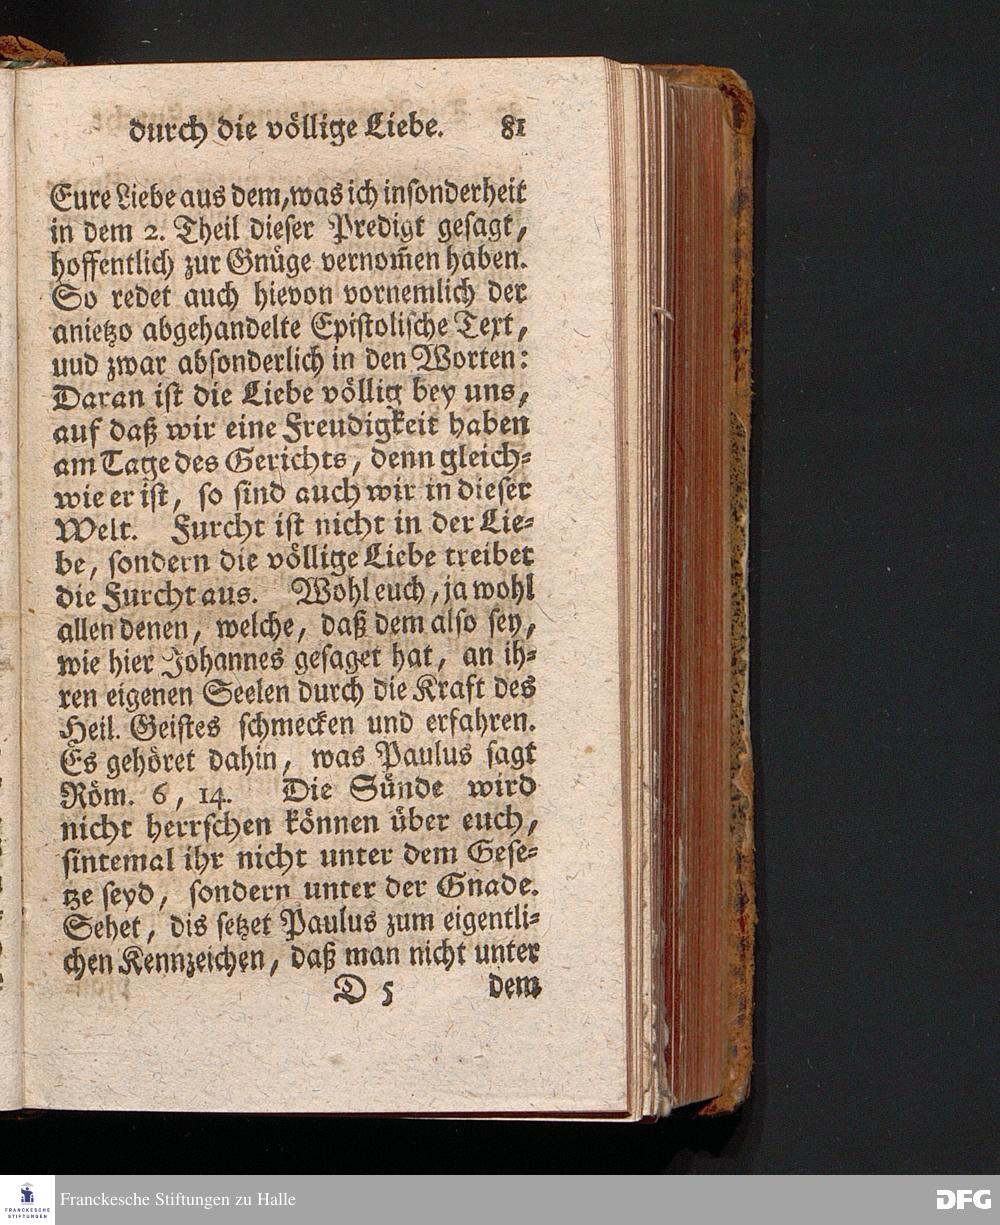 durch die völlige Liebe. 81
Eure Liebe aus dem, was ich insonderheit
in dem 2. Theil dieser Predigt gesagt,
hoffentlich zur Gnüge vernom̃en haben.
So redet auch hievon vornemlich der
anietzo abgehandelte Epistolische Text,
uud zwar absonderlich in den Worten:
Daran ist die Liebe völlig bey uns,
auf daß wir eine Freudigkeit haben
am Tage des Gerichts, denn gleich-
wie er ist, so sind auch wir in dieser
Welt. Furcht ist nicht in der Lie-
be, sondern die völlige Liebe treibet
die Furcht aus. Wohl euch, ja wohl
allen denen, welche, daß dem also sey,
wie hier Johannes gesaget hat, an ih-
ren eigenen Seelen durch die Kraft des
Heil. Geistes schmecken und erfahren.
Es gehöret dahin, was Paulus sagt
Röm. 6, 14. Die Sünde wird
nicht herrschen können über euch,
sintemal ihr nicht unter dem Gese-
tze seyd, sondern unter der Gnade.
Sehet, dis setzet Paulus zum eigentli-
chen Kennzeichen, daß man nicht unter
D 5 dem
FRANCKESCHE
STIFTUNGEN
Franckesche Stiftungen zu Halle
DFG